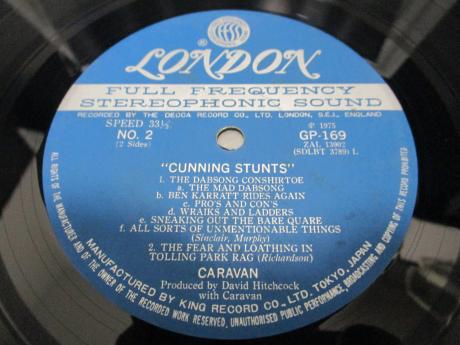 ®
LONDON
FULL FREQUENCY
STEREOPHONIC SOUND
RECORDED BY THE DECCA RECORD CO., LTD. LONDON, S.E.I., ENGLAND
SPEED 33⅓
NO. 2
(2 Sides)
℗ 1975
GP-169
ZAL 13902
(SDLBT 3789) L
"CUNNING STUNTS"
1. THE DABSONG CONSHIRTOE
a. THE MAD DABSONG
b. BEN KARRATT RIDES AGAIN
c. PRO'S AND CON'S
d. WRAIKS AND LADDERS
e. SNEAKING OUT THE BARE QUARE
f. ALL SORTS OF UNMENTIONABLE THINGS
(Sinclair, Murphy)
2. THE FEAR AND LOATHING IN
TOLLING PARK RAG (Richardson)
CARAVAN
Produced by David Hitchcock
with Caravan
MANUFACTURED BY KING RECORD CO., LTD. TOKYO, JAPAN
ALL RIGHTS OF THE MANUFACTURER AND OF THE OWNER OF THE RECORDED WORK RESERVED, UNAUTHORISED PUBLIC PERFORMANCE, BROADCASTING AND COPYING OF THIS RECORD PROHIBITED